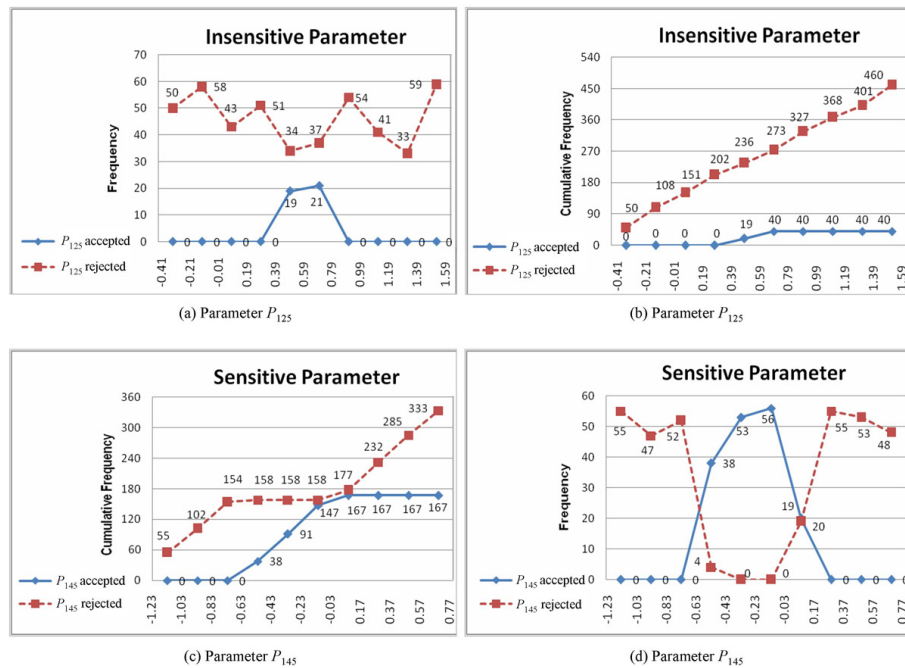 Insensitive Parameter
70
60
50
40
30
20
10
0
Frequency
50
58
43
51
34
37
54
41
33
59
19
21
0 0 0 0 0 0 0 0
P125 accepted
P125 rejected
-0.41 -0.21 -0.01 0.19 0.39 0.59 0.79 0.99 1.19 1.39 1.59
(a) Parameter P125
Insensitive Parameter
540
450
360
270
180
90
0
Cumulative Frequency
50
108
151
202
236
273
327
368
401
460
0 0 0 0 19 40 40 40 40 40
P125 accepted
P125 rejected
-0.41 -0.21 -0.01 0.19 0.39 0.59 0.79 0.99 1.19 1.39 1.59
(b) Parameter P125
Sensitive Parameter
360
300
240
180
120
60
0
Cumulative Frequency
55
102
154
158
158
158
177
232
285
333
0 0 0 38 91 147 167 167 167 167
P145 accepted
P145 rejected
-1.23 -1.03 -0.83 -0.63 -0.43 -0.23 -0.03 0.17 0.37 0.57 0.77
(c) Parameter P145
Sensitive Parameter
60
50
40
30
20
10
0
Frequency
55
47
52
4
0
0
19
55
53
48
0 0 0 38 53 56 20 0 0 0
P145 accepted
P145 rejected
-1.23 -1.03 -0.83 -0.63 -0.43 -0.23 -0.03 0.17 0.37 0.57 0.77
(d) Parameter P145